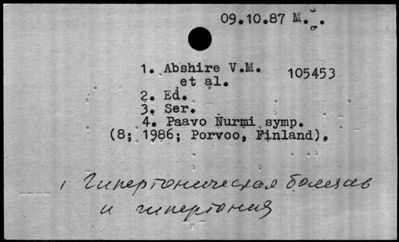 09.10.87 М..
1. Abshire V.M. 105453
et al.
2. Ed.
3. Ser.
4. Paavo Nurmi symp.
(8; 1986; Porvoo, Finland).
1 Гипертоническая болезнь
и гипертония